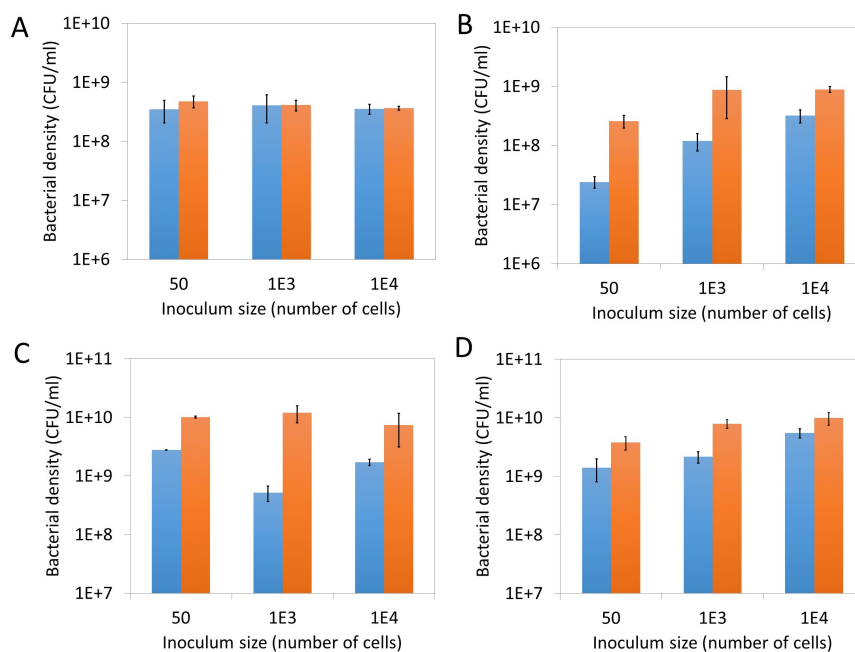 A
Bacterial density (CFU/ml)
1E+10
1E+9
1E+8
1E+7
1E+6
50 1E3 1E4
Inoculum size (number of cells)
B
Bacterial density (CFU/ml)
1E+10
1E+9
1E+8
1E+7
1E+6
50 1E3 1E4
Inoculum size (number of cells)
C
Bacterial density (CFU/ml)
1E+11
1E+10
1E+9
1E+8
1E+7
50 1E3 1E4
Inoculum size (number of cells)
D
Bacterial density (CFU/ml)
1E+11
1E+10
1E+9
1E+8
1E+7
50 1E3 1E4
Inoculum size (number of cells)